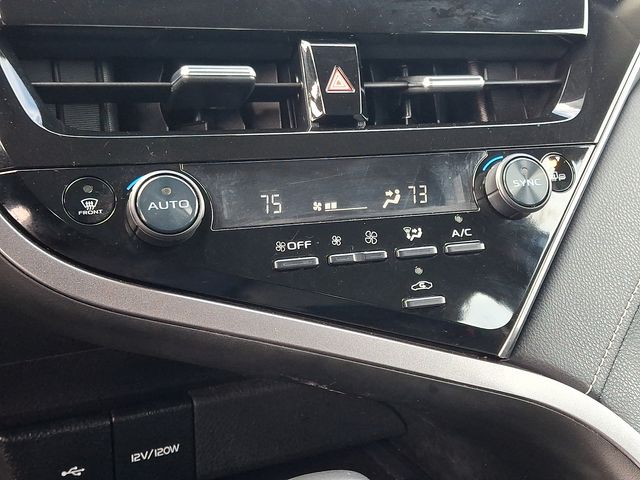 AUTO
75
73
SYNC
FRONT
OFF
A/C
12V/120W